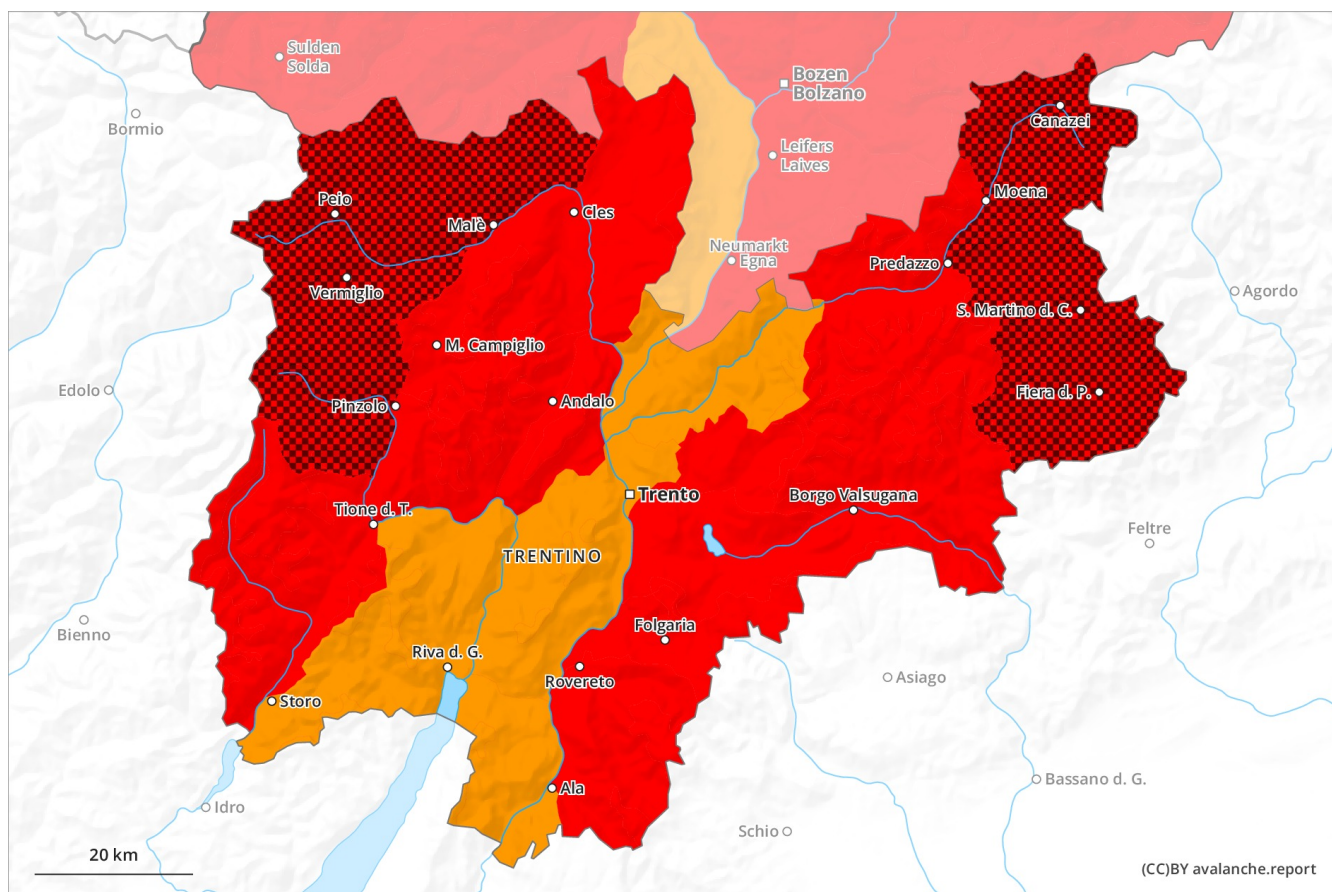 Sulden
Solda
Bozen
Bolzano
Bormio
Canazei
Leifers
Laives
Peio
Moena
Malè
Cles
Neumarkt
Egna
Predazzo
Vermiglio
Agordo
S. Martino d. C.
M. Campiglio
Edolo
Fiera d. P.
Pinzolo
Andalo
Trento
Borgo Valsugana
Tione d. T.
Feltre
TRENTINO
Bienno
Folgaria
Riva d. G.
Asiago
Rovereto
Storo
Bassano d. G.
Ala
Idro
Schio
20 km
(CC)BY avalanche.report